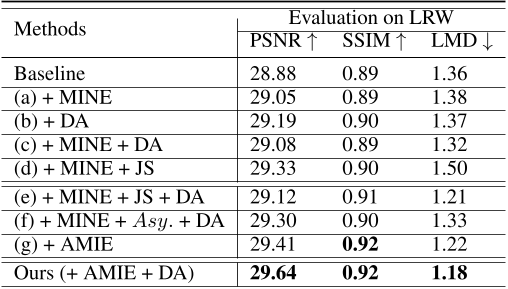 Methods Evaluation on LRW
PSNR ↑ SSIM ↑ LMD ↓
Baseline 28.88 0.89 1.36
(a) + MINE 29.05 0.89 1.38
(b) + DA 29.19 0.90 1.37
(c) + MINE + DA 29.08 0.89 1.32
(d) + MINE + JS 29.33 0.90 1.50
(e) + MINE + JS + DA 29.12 0.91 1.21
(f) + MINE + Asy. + DA 29.30 0.90 1.33
(g) + AMIE 29.41 0.92 1.22
Ours (+ AMIE + DA) 29.64 0.92 1.18